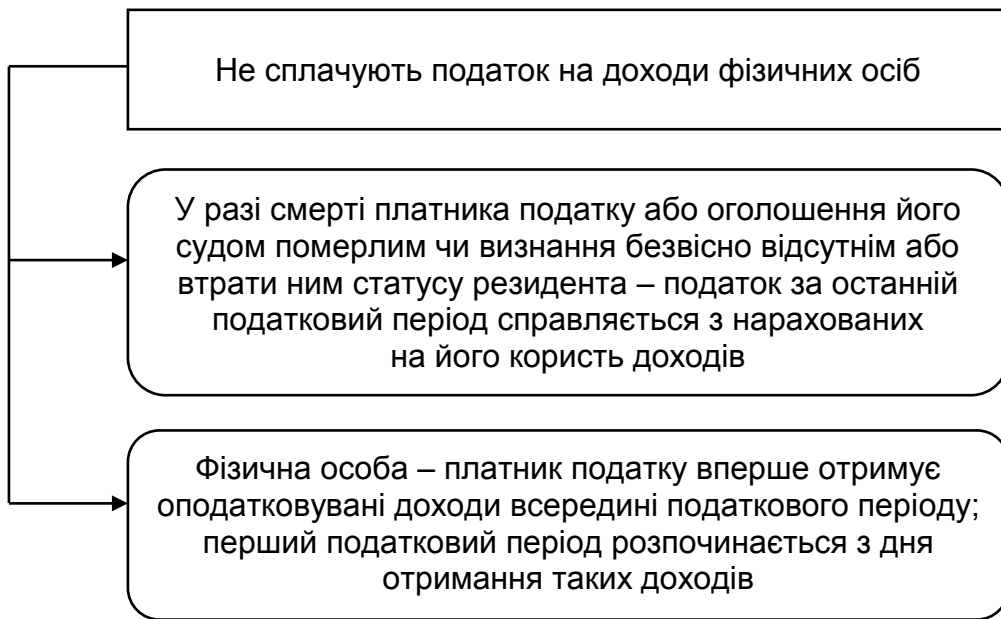 Не сплачують податок на доходи фізичних осіб
У разі смерті платника податку або оголошення його
судом померлим чи визнання безвісно відсутнім або
втрати ним статусу резидента – податок за останній
податковий період справляється з нарахованих
на його користь доходів
Фізична особа – платник податку вперше отримує
оподатковувані доходи всередині податкового періоду;
перший податковий період розпочинається з дня
отримання таких доходів